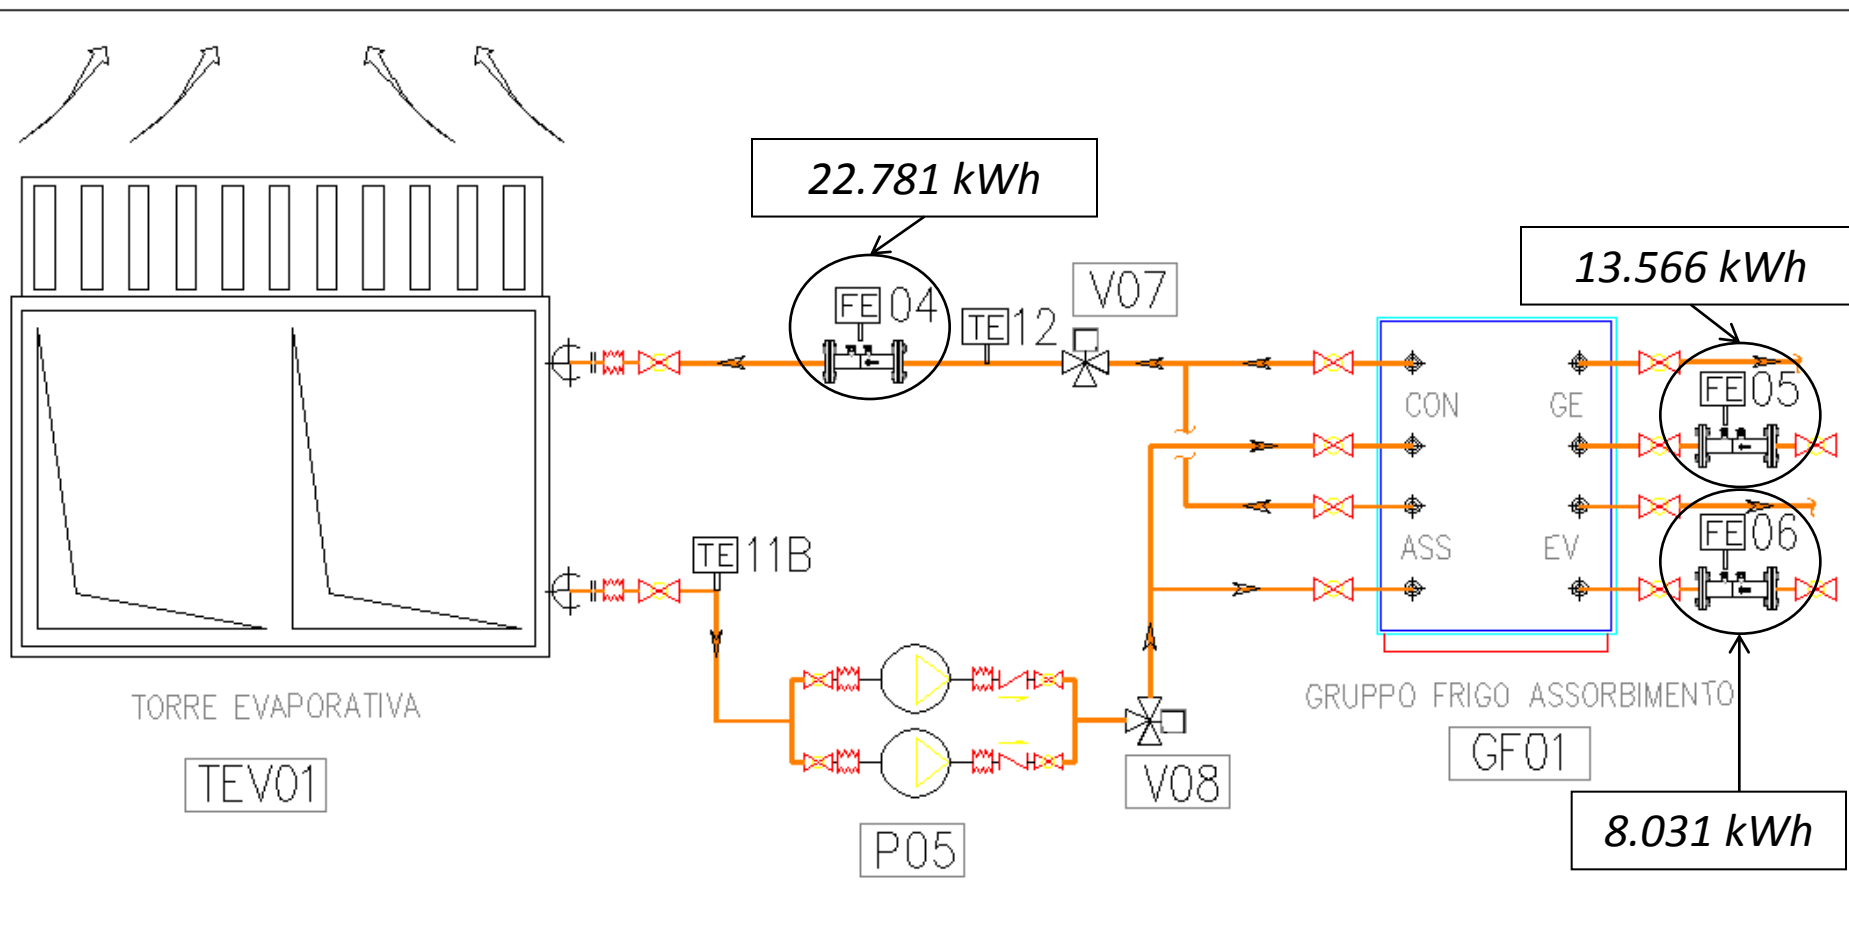 22.781 kWh
13.566 kWh
V07
FE 04
TE 12
FE 05
CON
GE
FE 06
ASS
EV
TE 11B
TORRE EVAPORATIVA
TEV01
GRUPPO FRIGO ASSORBIMENTO
GF01
V08
P05
8.031 kWh